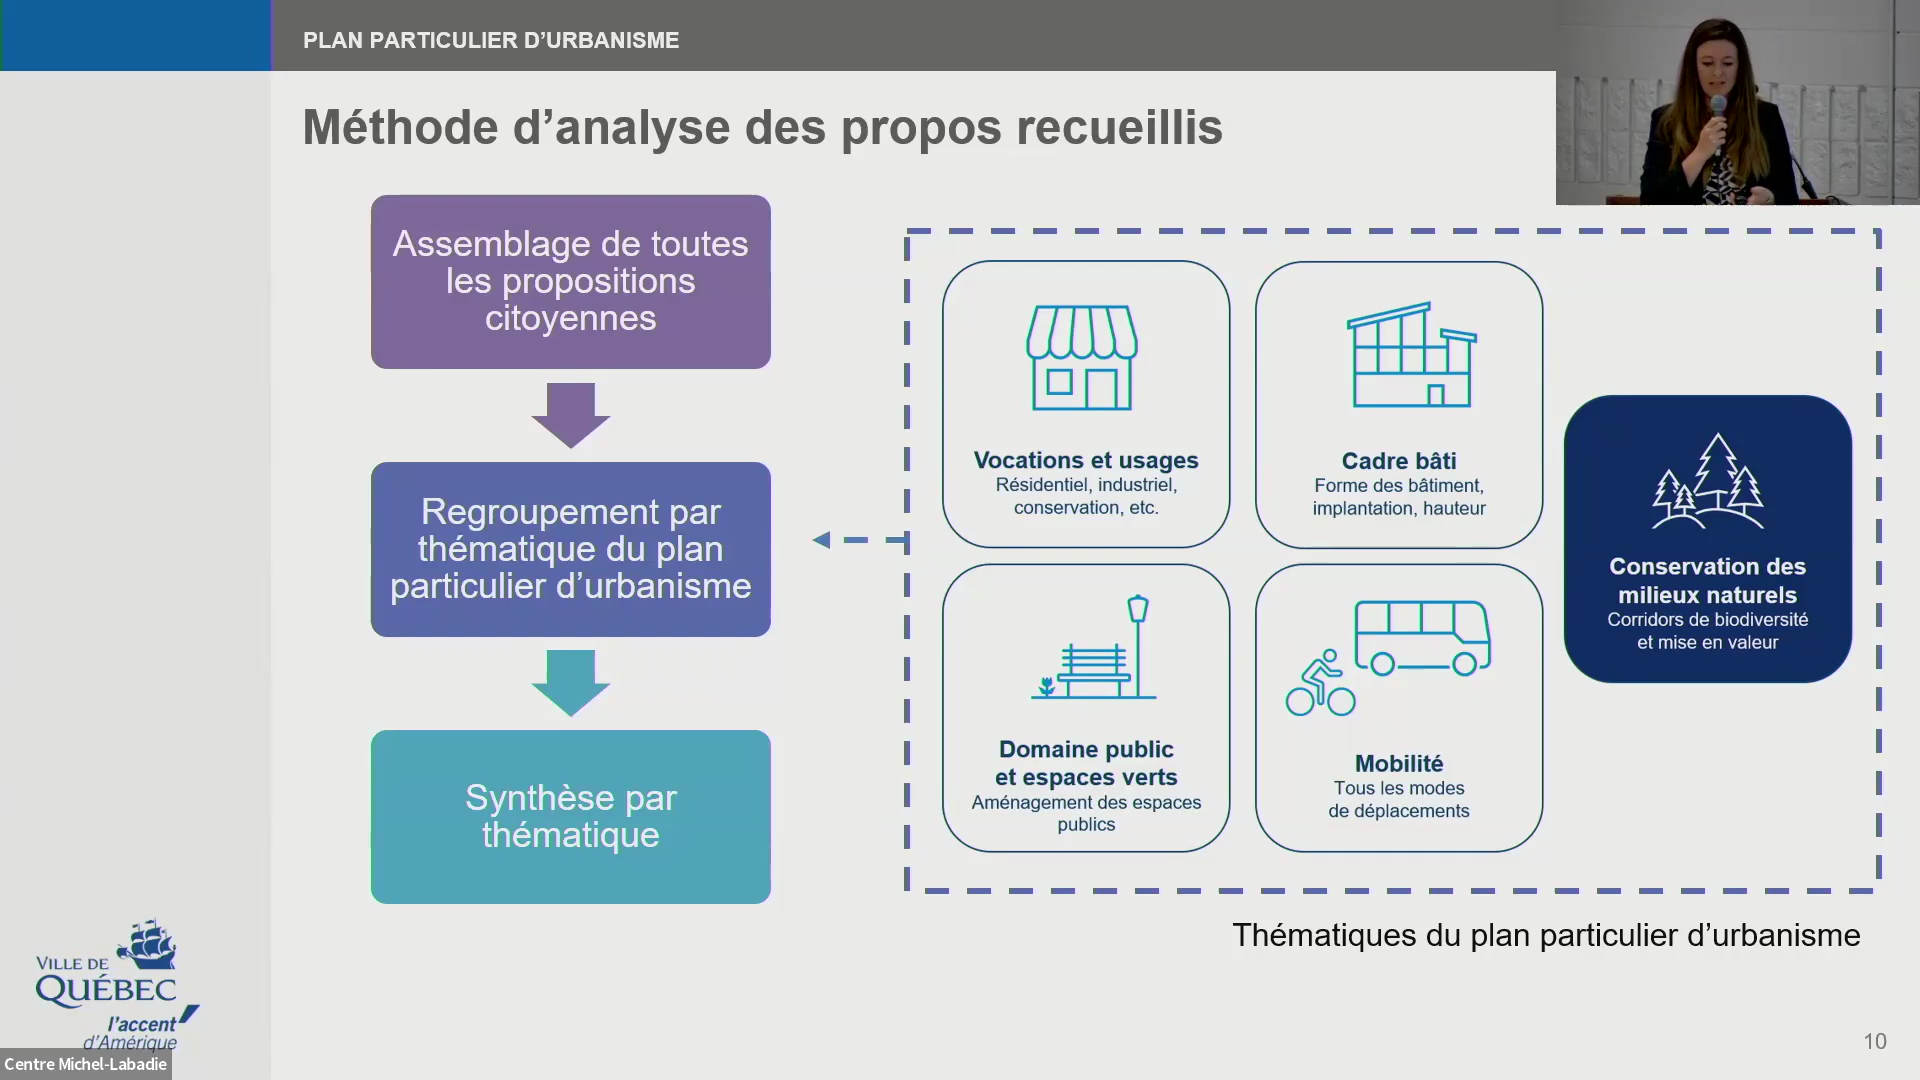 PLAN PARTICULIER D’URBANISME
Méthode d’analyse des propos recueillis
Assemblage de toutes
les propositions
citoyennes
Regroupement par
thématique du plan
particulier d’urbanisme
Synthèse par
thématique
Vocations et usages
Résidentiel, industriel,
conservation, etc.
Cadre bâti
Forme des bâtiment,
implantation, hauteur
Domaine public
et espaces verts
Aménagement des espaces
publics
Mobilité
Tous les modes
de déplacements
Conservation des
milieux naturels
Corridors de biodiversité
et mise en valeur
Thématiques du plan particulier d’urbanisme
VILLE DE
QUÉBEC
l’accent
d’Amérique
Centre Michel-Labadie
10